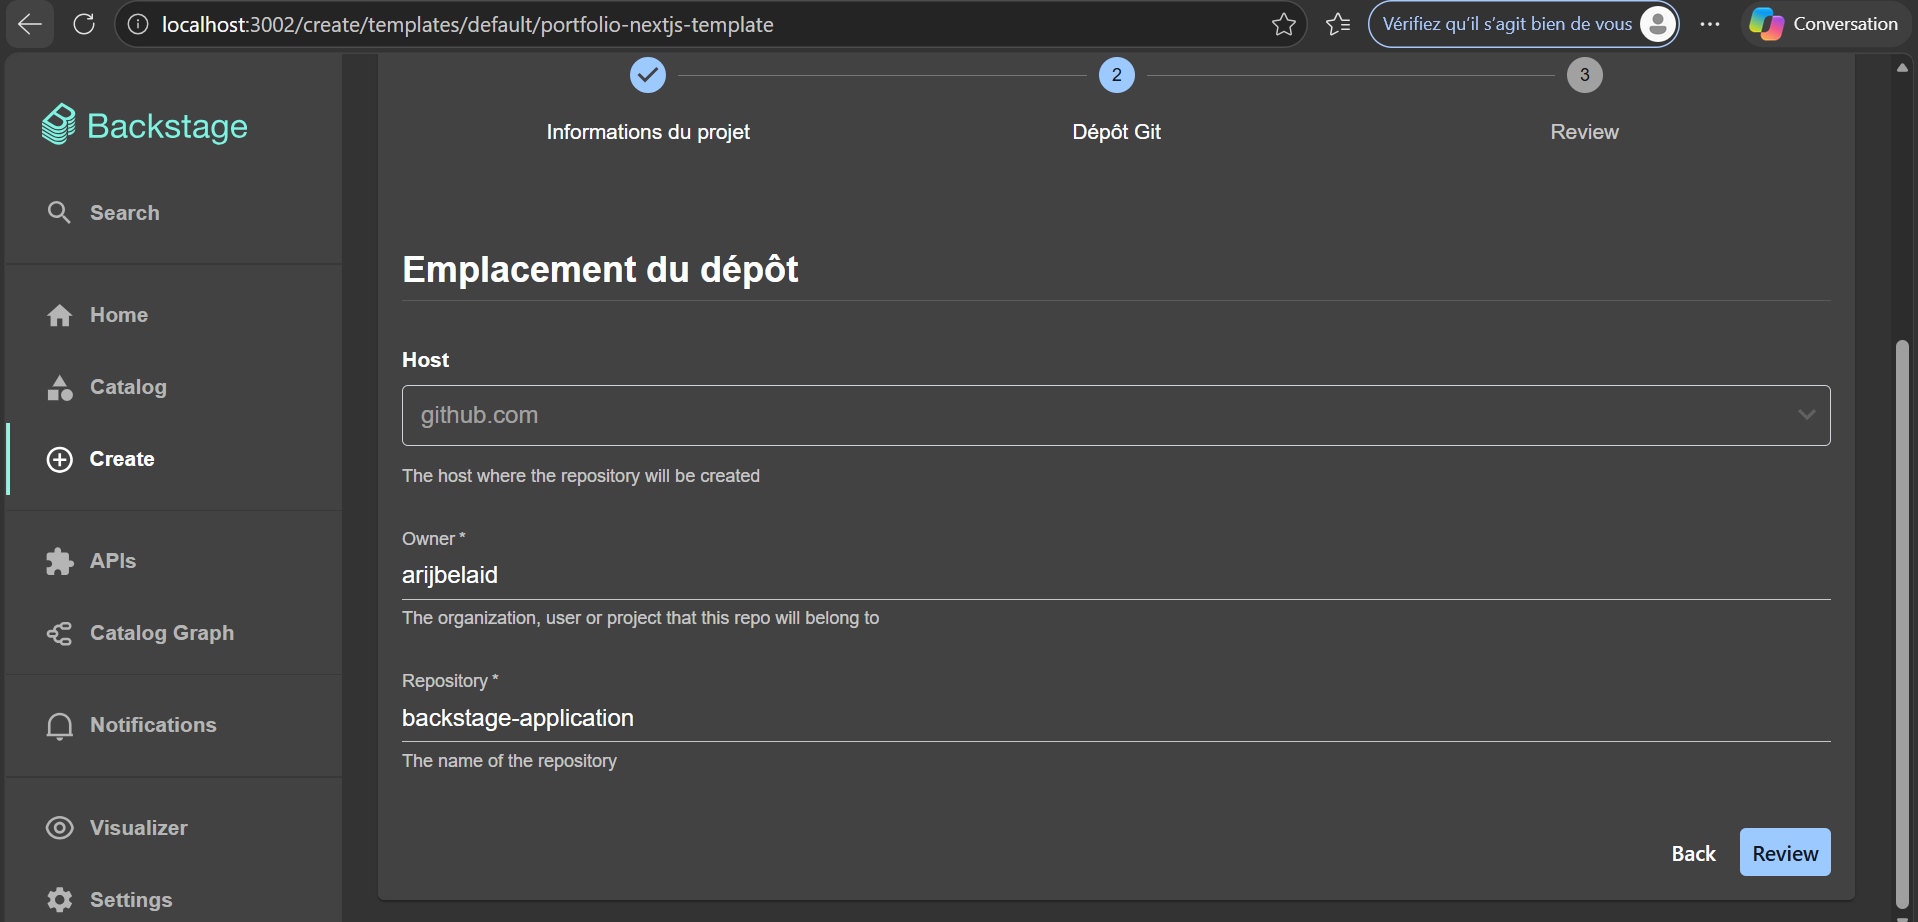 localhost:3002/create/templates/default/portfolio-nextjs-template
Vérifiez qu'il s'agit bien de vous
Conversation
Backstage
Search
Home
Catalog
Create
APIs
Catalog Graph
Notifications
Visualizer
Settings
2
3
Informations du projet
Dépôt Git
Review
Emplacement du dépôt
Host
github.com
The host where the repository will be created
Owner *
arijbelaid
The organization, user or project that this repo will belong to
Repository *
backstage-application
The name of the repository
Back
Review